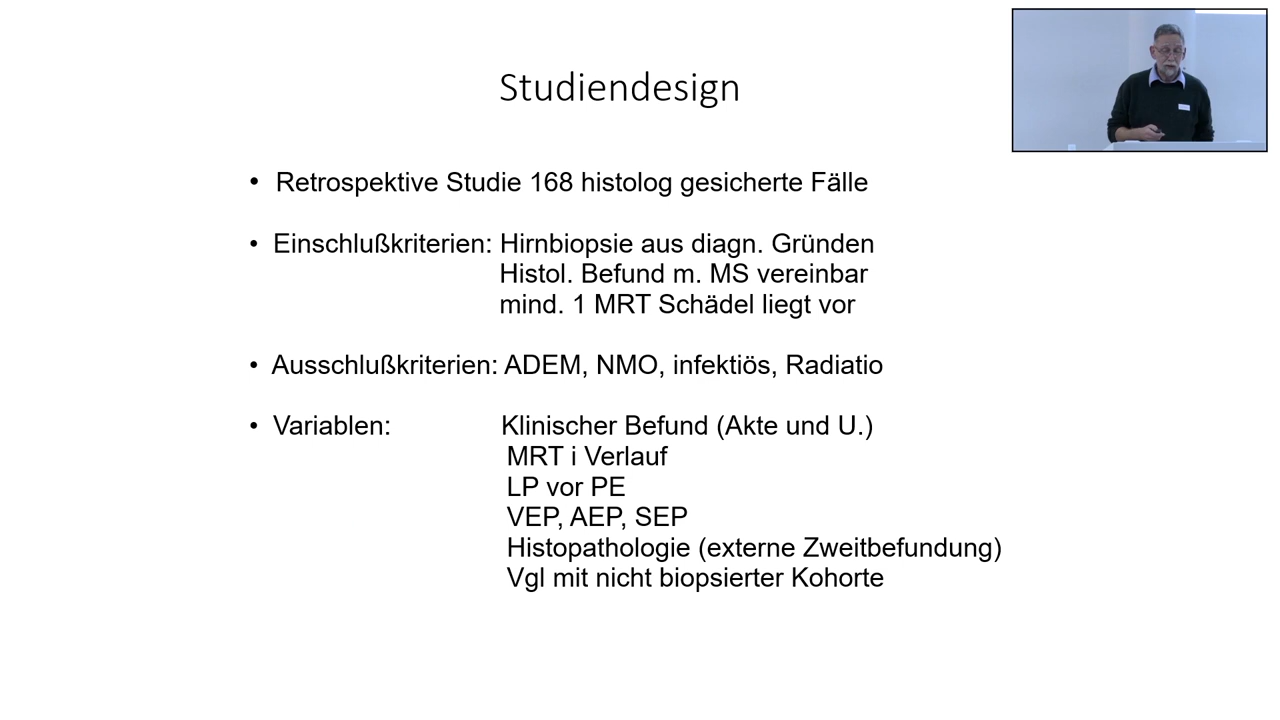 Studiendesign
• Retrospektive Studie 168 histolog gesicherte Fälle
• Einschlußkriterien: Hirnbiopsie aus diagn. Gründen
Histol. Befund m. MS vereinbar
mind. 1 MRT Schädel liegt vor
• Ausschlußkriterien: ADEM, NMO, infektiös, Radiatio
• Variablen: Klinischer Befund (Akte und U.)
MRT i Verlauf
LP vor PE
VEP, AEP, SEP
Histopathologie (externe Zweitbefundung)
Vgl mit nicht biopsierter Kohorte